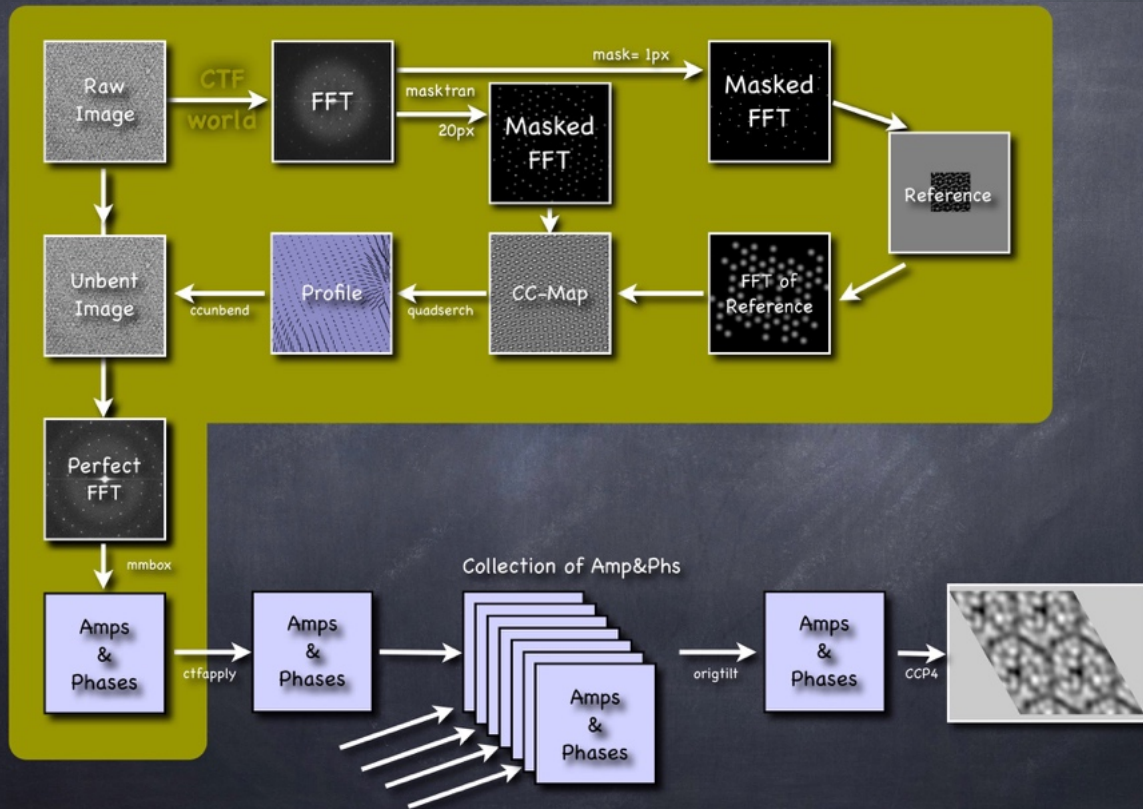 Raw
Image
CTF
world
FFT
mask= 1px
masktran
20px
Masked
FFT
Masked
FFT
Reference
Unbent
Image
ccunbend
Profile
quadserch
CC-Map
FFT of
Reference
Perfect
FFT
mmbox
Collection of Amp&Phs
Amps
&
Phases
ctfapply
Amps
&
Phases
Amps
&
Phases
origtilt
Amps
&
Phases
CCP4